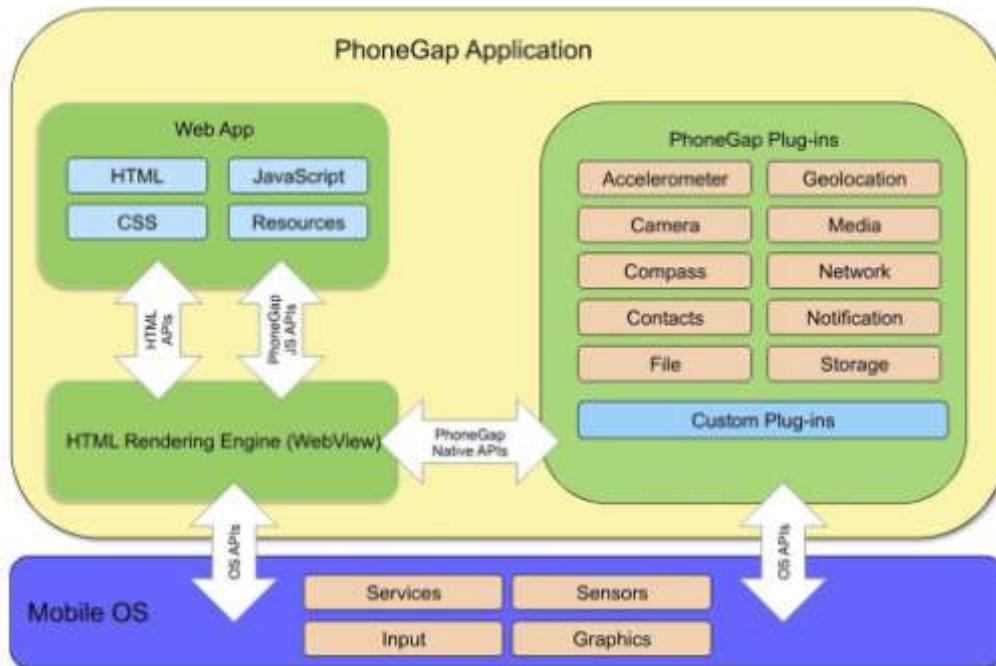 PhoneGap Application
Web App
HTML
JavaScript
CSS
Resources
HTML
APIs
PhoneGap
JS APIs
HTML Rendering Engine (WebView)
PhoneGap
Native APIs
PhoneGap Plug-ins
Accelerometer
Geolocation
Camera
Media
Compass
Network
Contacts
Notification
File
Storage
Custom Plug-ins
OS APIs
OS APIs
Mobile OS
Services
Sensors
Input
Graphics